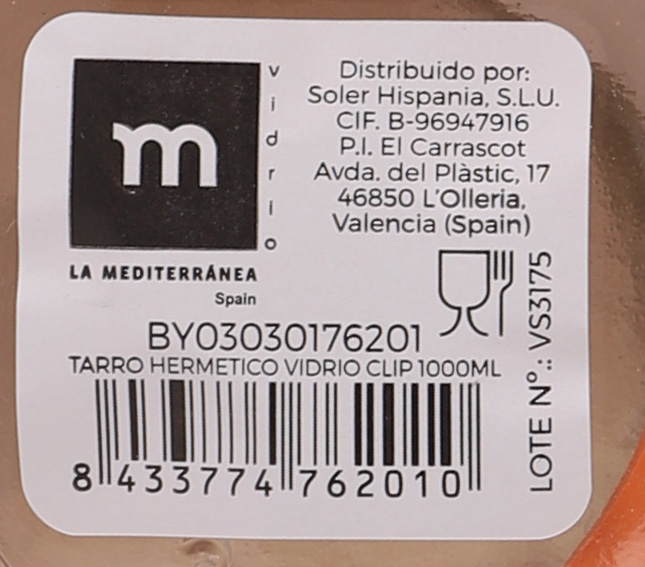 m
vidrio
LA MEDITERRÁNEA
Spain
Distribuido por:
Soler Hispania, S.L.U.
CIF. B-96947916
P.I. El Carrascot
Avda. del Plàstic, 17
46850 L'Olleria,
Valencia (Spain)
BY03030176201
TARRO HERMETICO VIDRIO CLIP 1000ML
8 433774 762010
LOTE Nº.: VS3175